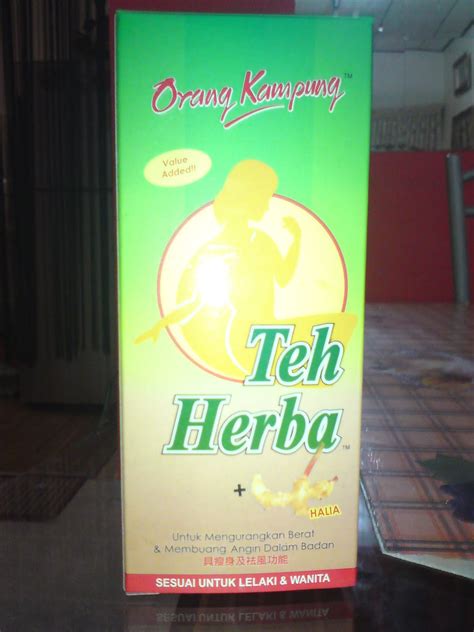 Orang Kampung™
Value
Added!!
Teh
Herba™
+
HALIA
Untuk Mengurangkan Berat
& Membuang Angin Dalam Badan
具瘦身及祛風功能
SESUAI UNTUK LELAKI & WANITA